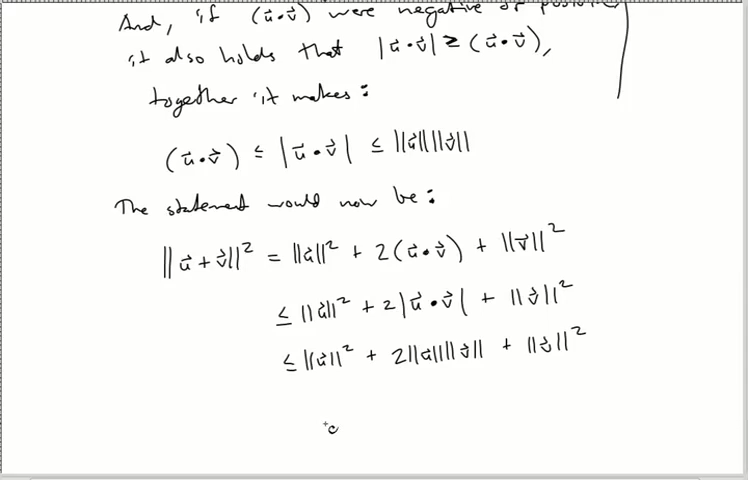 And, if (u⃗•v⃗) were negative or
it also holds that |u⃗•v⃗| ≥ (u⃗•v⃗),
together it makes:
(u⃗•v⃗) ≤ |u⃗•v⃗| ≤ ||u⃗|| ||v⃗||
The statement would now be:
||u⃗+v⃗||² = ||u⃗||² + 2(u⃗•v⃗) + ||v⃗||²
≤ ||u⃗||² + 2|u⃗•v⃗| + ||v⃗||²
≤ ||u⃗||² + 2||u⃗|| ||v⃗|| + ||v⃗||²